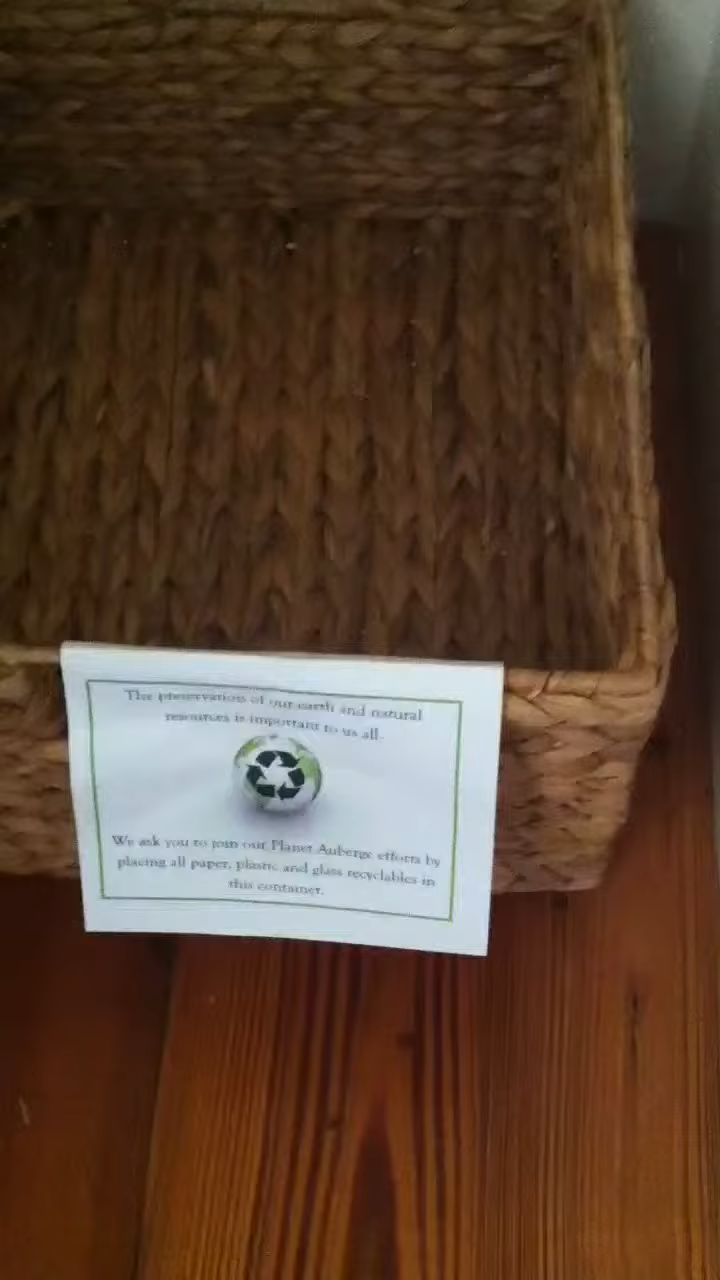 The preservation of our earth and natural
resources is important to us all.
We ask you to join our Planet Auberge efforts by
placing all paper, plastic and glass recyclables in
this container.